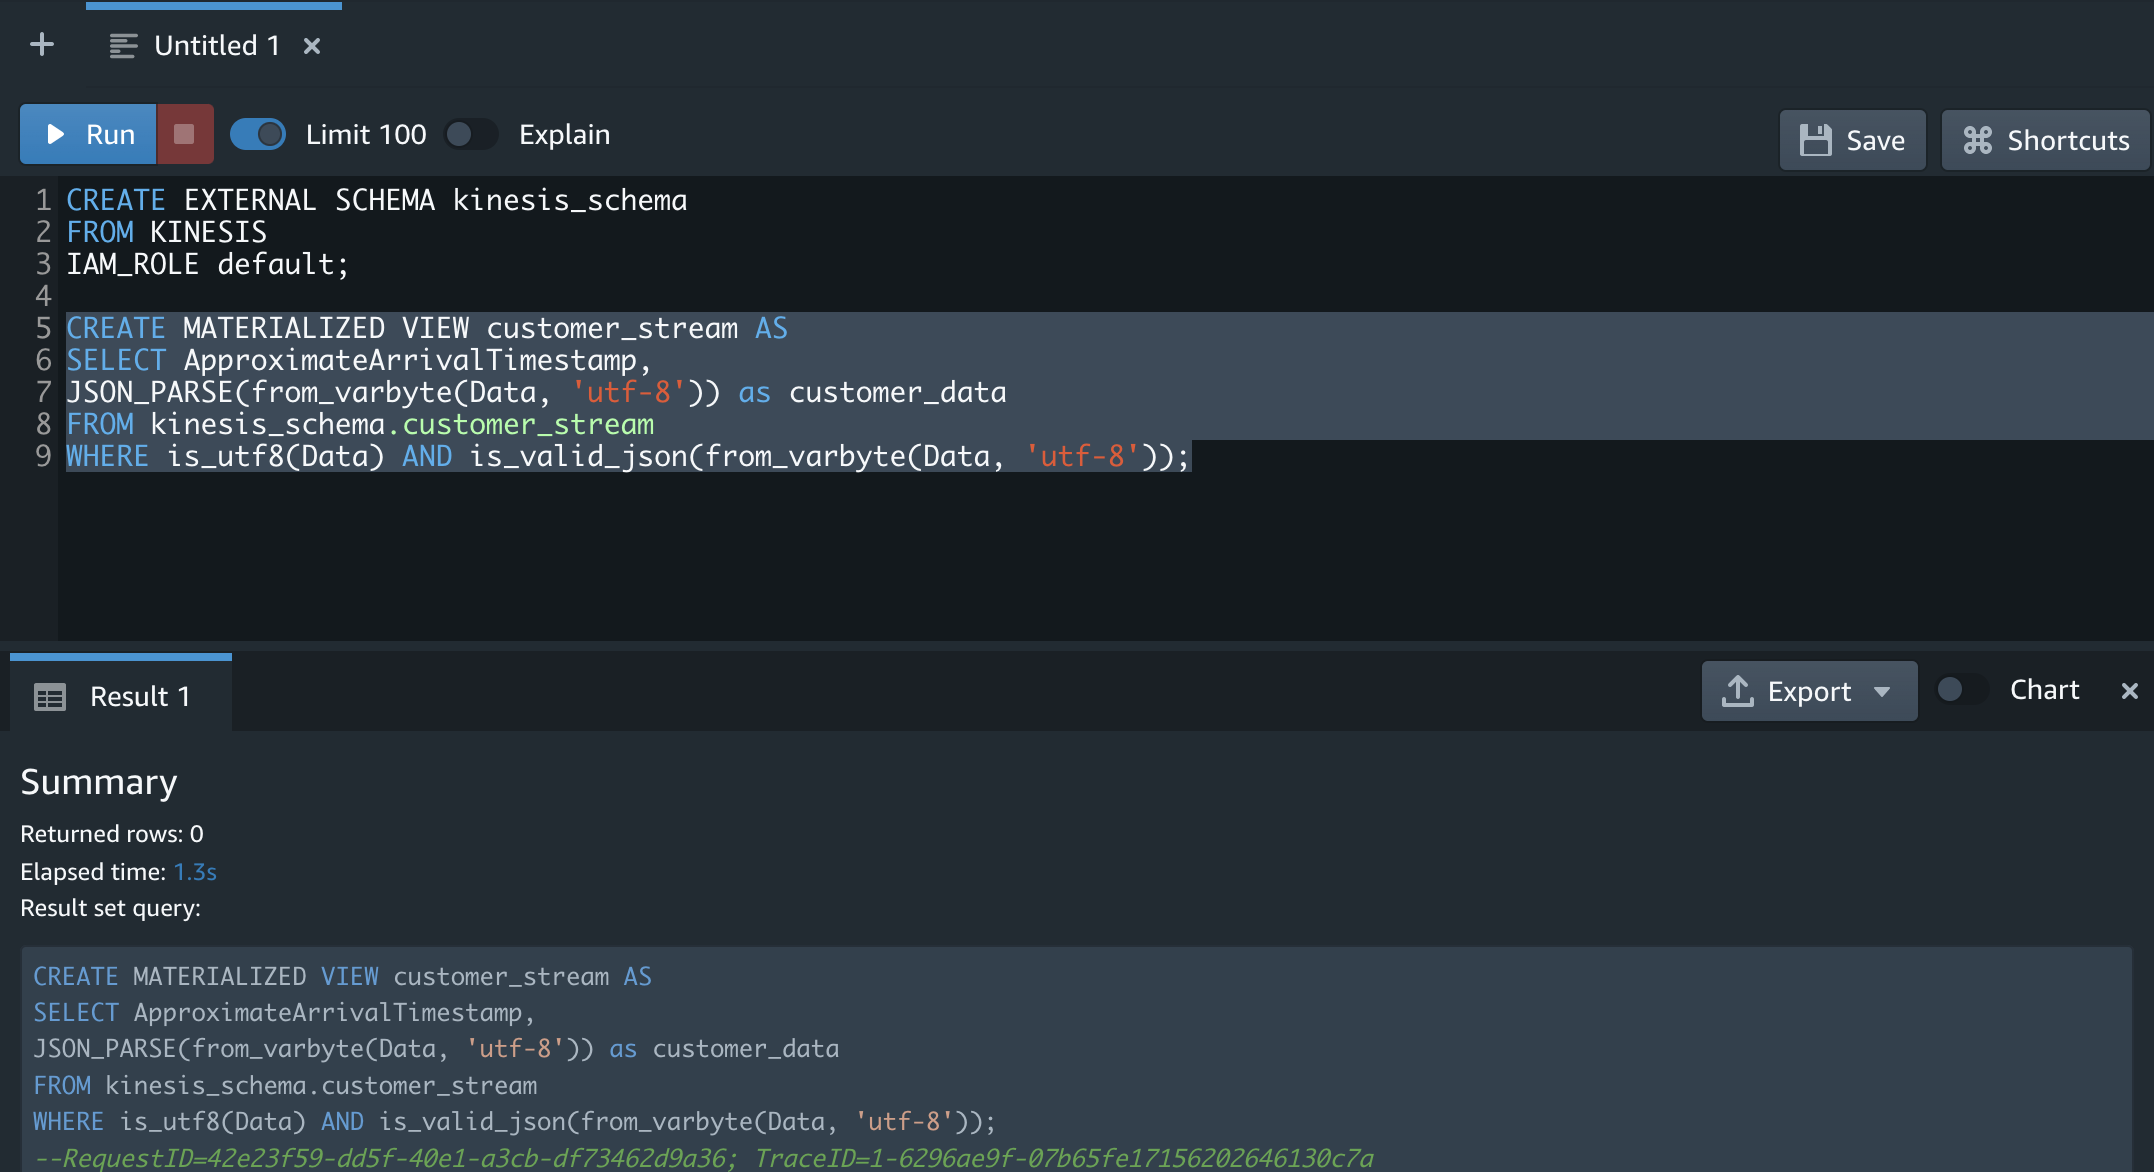 Untitled 1
Run Limit 100 Explain Save Shortcuts
1 CREATE EXTERNAL SCHEMA kinesis_schema
2 FROM KINESIS
3 IAM_ROLE default;
4
5 CREATE MATERIALIZED VIEW customer_stream AS
6 SELECT ApproximateArrivalTimestamp,
7 JSON_PARSE(from_varbyte(Data, 'utf-8')) as customer_data
8 FROM kinesis_schema.customer_stream
9 WHERE is_utf8(Data) AND is_valid_json(from_varbyte(Data, 'utf-8'));
Result 1 Export Chart
Summary
Returned rows: 0
Elapsed time: 1.3s
Result set query:
CREATE MATERIALIZED VIEW customer_stream AS
SELECT ApproximateArrivalTimestamp,
JSON_PARSE(from_varbyte(Data, 'utf-8')) as customer_data
FROM kinesis_schema.customer_stream
WHERE is_utf8(Data) AND is_valid_json(from_varbyte(Data, 'utf-8'));
--RequestID=42e23f59-dd5f-40e1-a3cb-df73462d9a36; TraceID=1-6296ae9f-07b65fe17156202646130c7a